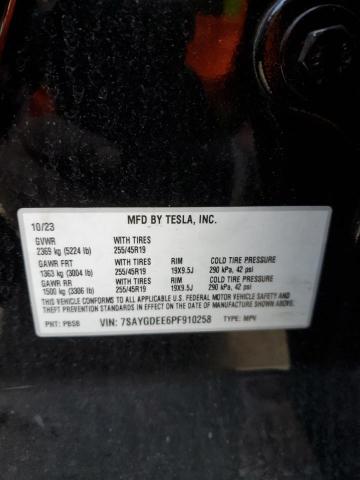 MFD BY TESLA, INC.
10/23
GVWR WITH TIRES
2369 kg (5224 lb) 255/45R19
GAWR FRT WITH TIRES RIM COLD TIRE PRESSURE
1363 kg (3004 lb) 255/45R19 19X9.5J 290 kPa, 42 psi
GAWR RR WITH TIRES RIM COLD TIRE PRESSURE
1500 kg (3306 lb) 255/45R19 19X9.5J 290 kPa, 42 psi
THIS VEHICLE CONFORMS TO ALL APPLICABLE U.S. FEDERAL MOTOR VEHICLE SAFETY AND
THEFT PREVENTION STANDARDS IN EFFECT ON THE DATE OF MANUFACTURE SHOWN ABOVE.
PNT: PBSB VIN: 7SAYGDEE6PF910258 TYPE: MPV